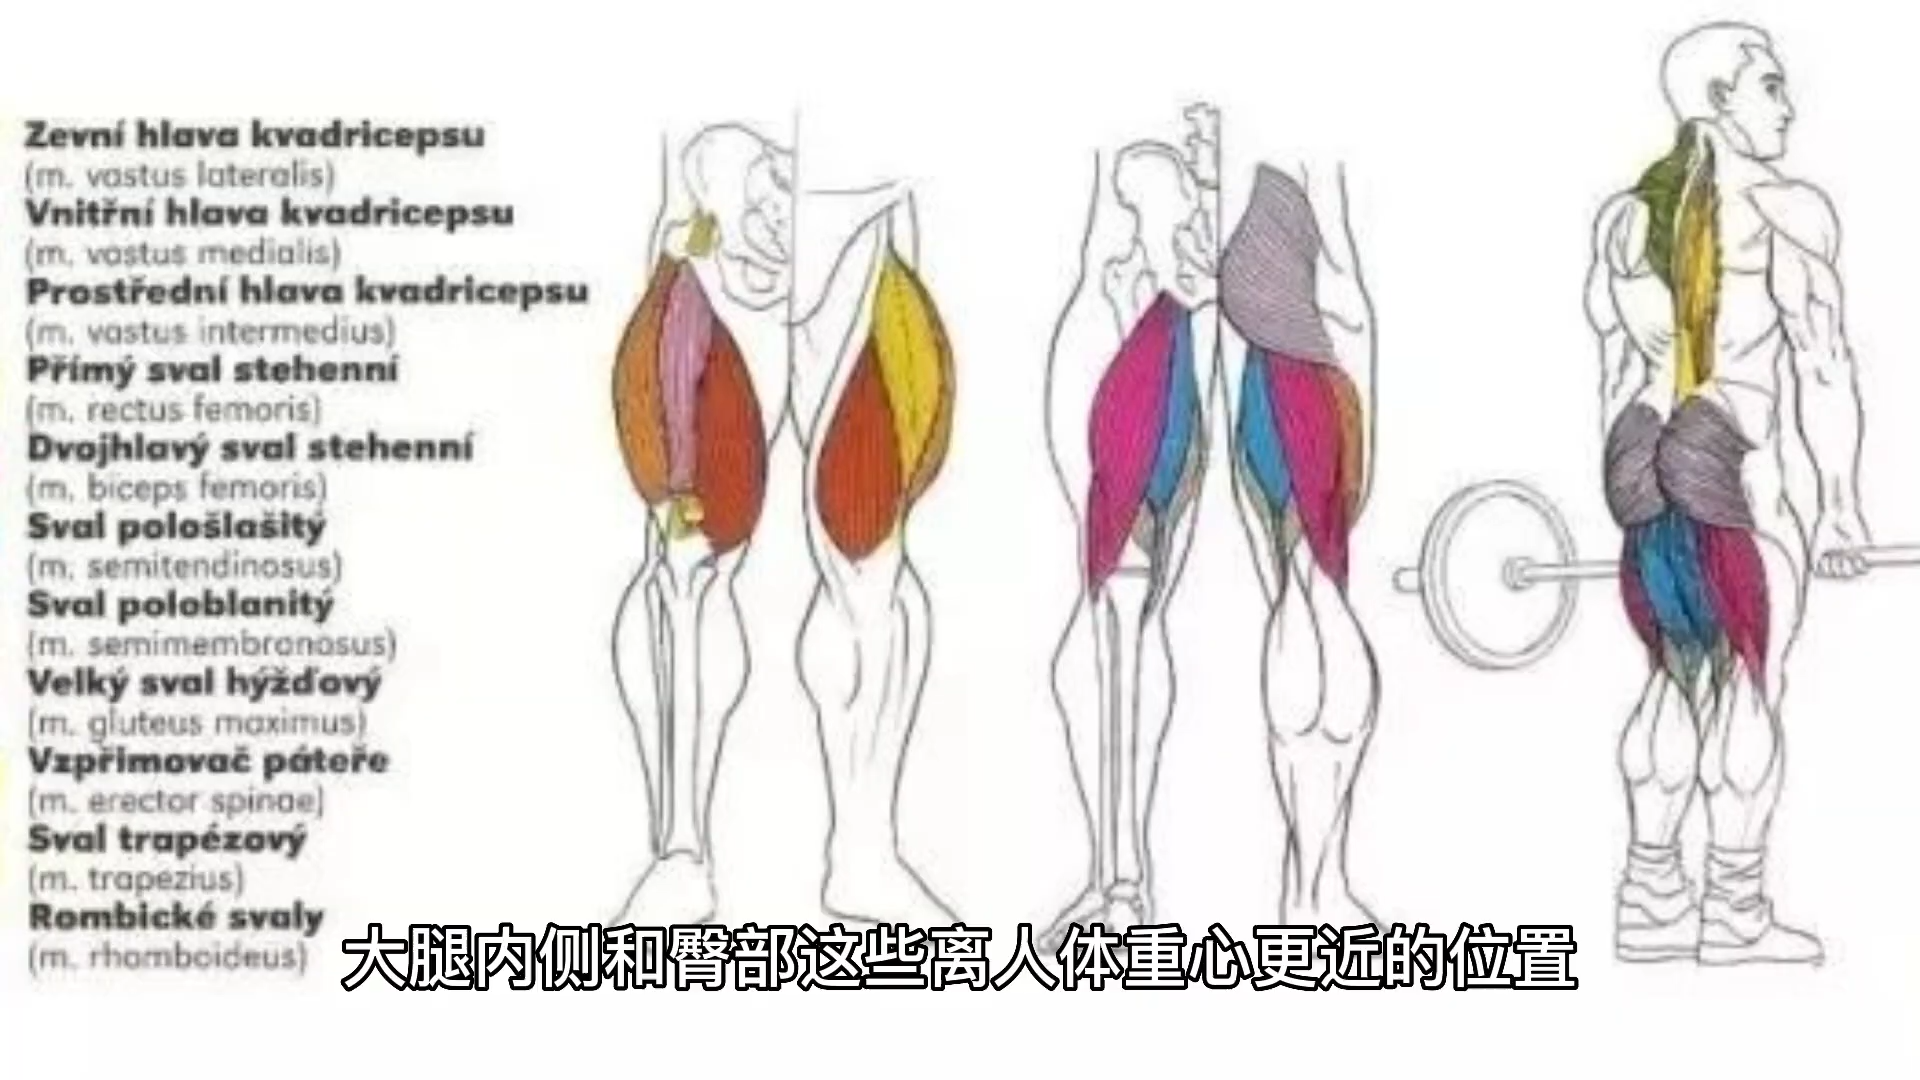 Zevní hlava kvadricepsu
(m. vastus lateralis)
Vnitřní hlava kvadricepsu
(m. vastus medialis)
Prostřední hlava kvadricepsu
(m. vastus intermedius)
Přímý sval stehenní
(m. rectus femoris)
Dvojhlavý sval stehenní
(m. biceps femoris)
Sval pološlašitý
(m. semitendinosus)
Sval poloblanitý
(m. semimembranosus)
Velký sval hýžďový
(m. gluteus maximus)
Vzpřimovač páteře
(m. erector spinae)
Sval trapézový
(m. trapezius)
Rombické svaly
(m. rhomboideus)
大腿内侧和臀部这些离人体重心更近的位置